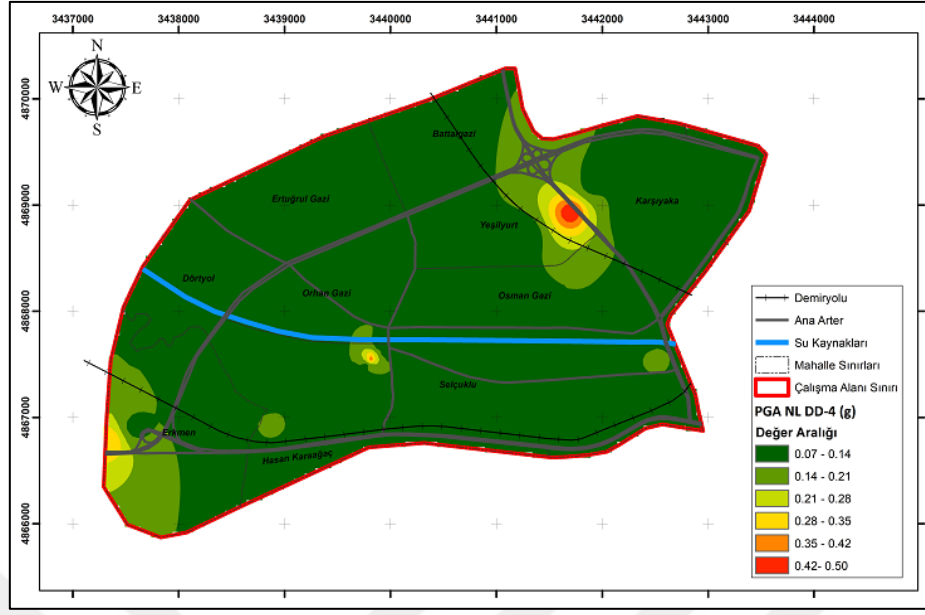 3437000 3438000 3439000 3440000 3441000 3442000 3443000 3444000
N
W E
S
4870000
4869000
4868000
4867000
4866000
Battalgazi
Ertuğrul Gazi
Karşıyaka
Yeşilyurt
Dörtyol
Orhan Gazi
Osman Gazi
Selçuklu
Erkmen
Hasan Karaağaç
Demiryolu
Ana Arter
Su Kaynakları
Mahalle Sınırları
Çalışma Alanı Sınırı
PGA NL DD-4 (g)
Değer Aralığı
0.07 - 0.14
0.14 - 0.21
0.21 - 0.28
0.28 - 0.35
0.35 - 0.42
0.42- 0.50